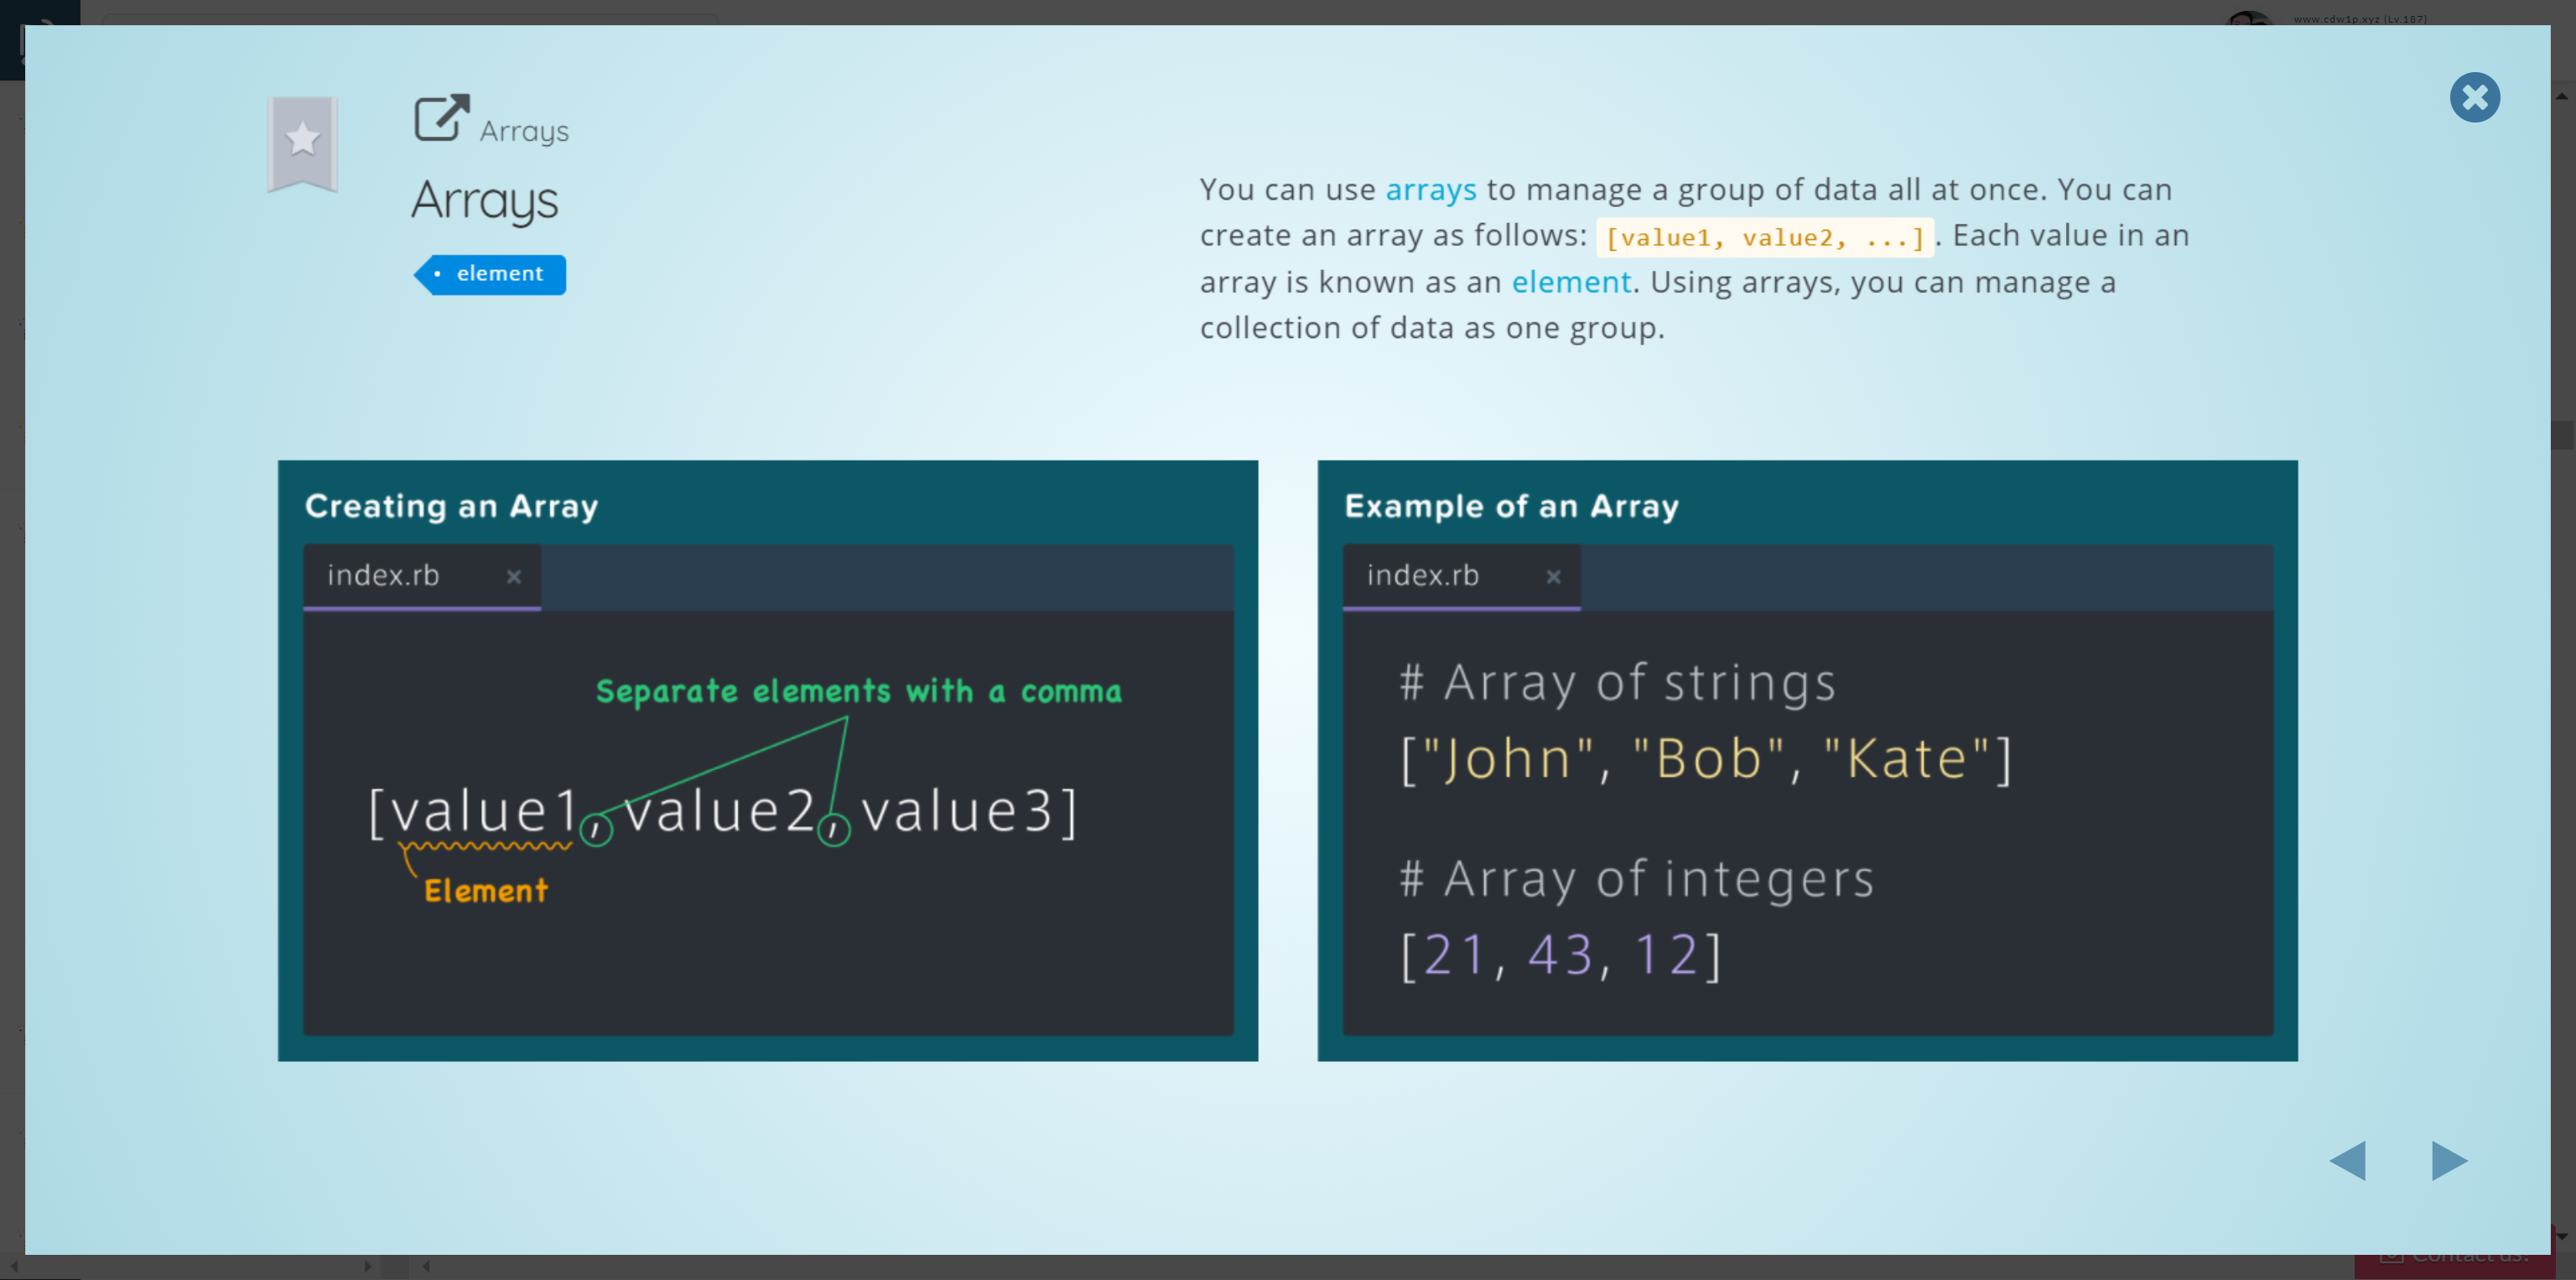 www.cdw1p.xyz (Lv.187)
Arrays
Arrays
• element
You can use arrays to manage a group of data all at once. You can
create an array as follows: [value1, value2, ...]. Each value in an
array is known as an element. Using arrays, you can manage a
collection of data as one group.
Creating an Array
index.rb ×
Separate elements with a comma
[value1, value2, value3]
Element
Example of an Array
index.rb ×
# Array of strings
["John", "Bob", "Kate"]
# Array of integers
[21, 43, 12]
Contact us!